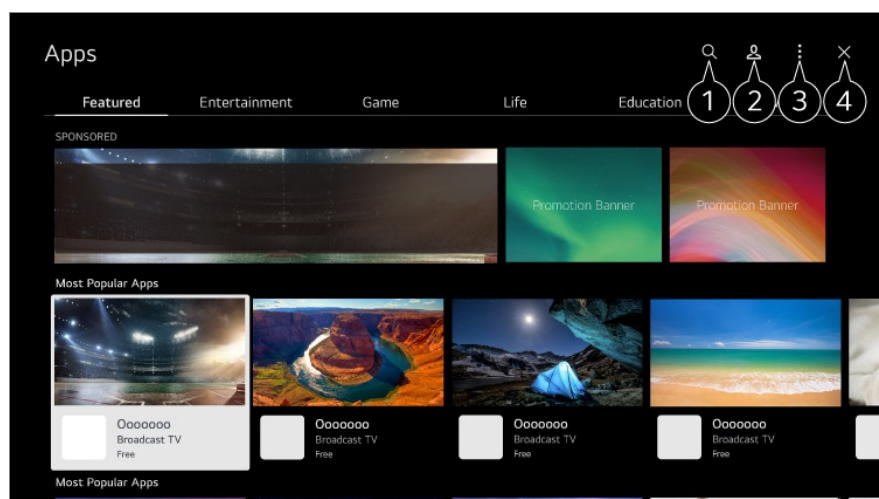 Apps
1 2 3 4
Featured Entertainment Game Life Education
SPONSORED
Promotion Banner Promotion Banner
Most Popular Apps
Ooooooo Ooooooo Ooooooo Ooooooo
Broadcast TV Broadcast TV Broadcast TV Broadcast TV
Free Free Free Free
Most Popular Apps